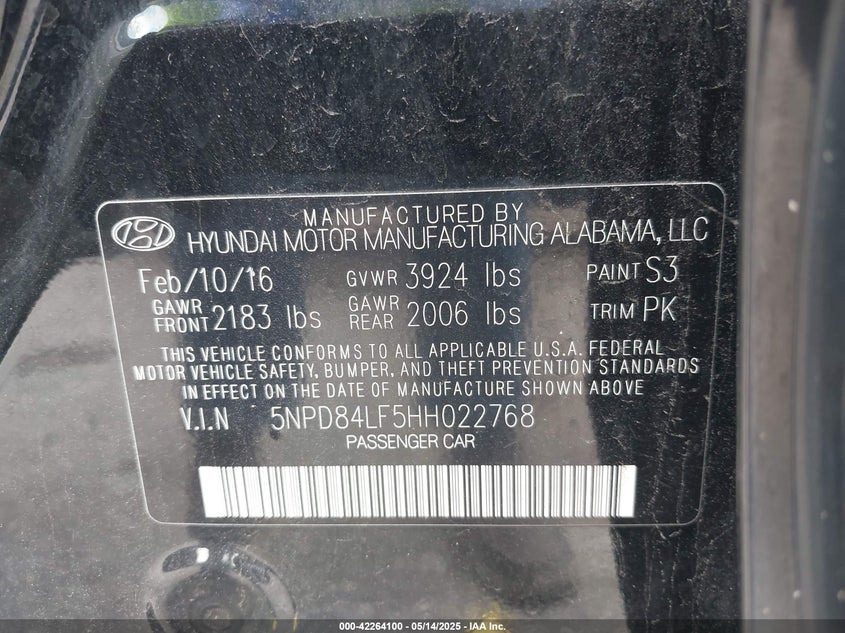 MANUFACTURED BY
HYUNDAI MOTOR MANUFACTURING ALABAMA, LLC
Feb/10/16 GVWR 3924 lbs PAINT S3
GAWR FRONT 2183 lbs GAWR REAR 2006 lbs TRIM PK
THIS VEHICLE CONFORMS TO ALL APPLICABLE U.S.A. FEDERAL
MOTOR VEHICLE SAFETY, BUMPER, AND THEFT PREVENTION STANDARDS
IN EFFECT ON THE DATE OF MANUFACTURE SHOWN ABOVE
V.I.N 5NPD84LF5HH022768
PASSENGER CAR
000-42264100 - 05/14/2025 - IAA Inc.